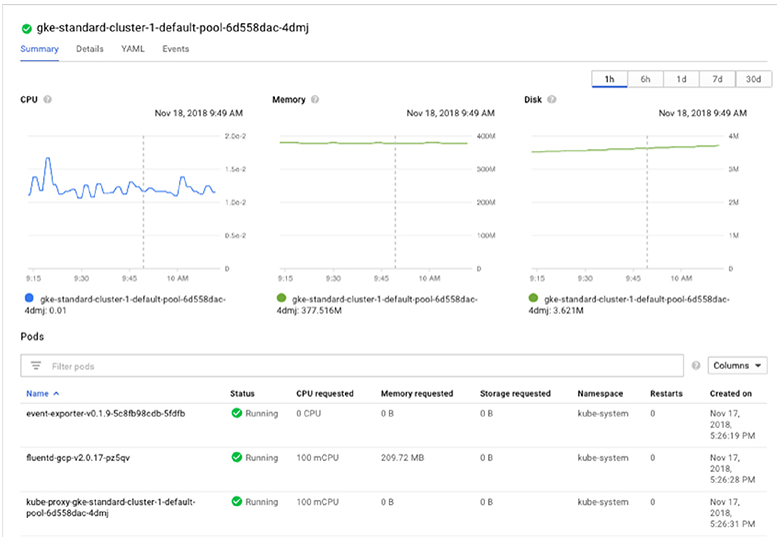 gke-standard-cluster-1-default-pool-6d558dac-4dmj
Summary Details YAML Events
1h 6h 1d 7d 30d
CPU ?
Nov 18, 2018 9:49 AM
2.0e-2
1.5e-2
1.0e-2
0.5e-2
0
9:15 9:30 9:45 10 AM
gke-standard-cluster-1-default-pool-6d558dac-
4dmj: 0.01
Memory ?
Nov 18, 2018 9:49 AM
400M
300M
200M
100M
0
9:15 9:30 9:45 10 AM
gke-standard-cluster-1-default-pool-6d558dac-
4dmj: 377.516M
Disk ?
Nov 18, 2018 9:49 AM
4M
3M
2M
1M
0
9:15 9:30 9:45 10 AM
gke-standard-cluster-1-default-pool-6d558dac-
4dmj: 3.621M
Pods
Filter pods ? Columns
Name Status CPU requested Memory requested Storage requested Namespace Restarts Created on
event-exporter-v0.1.9-5c8fb98cdb-5fdfb Running 0 CPU 0 B 0 B kube-system 0 Nov 17,
2018,
5:26:19 PM
fluentd-gcp-v2.0.17-pz5qv Running 100 mCPU 209.72 MB 0 B kube-system 0 Nov 17,
2018,
5:26:28 PM
kube-proxy-gke-standard-cluster-1-default-
pool-6d558dac-4dmj Running 100 mCPU 0 B 0 B kube-system 0 Nov 17,
2018,
5:26:31 PM